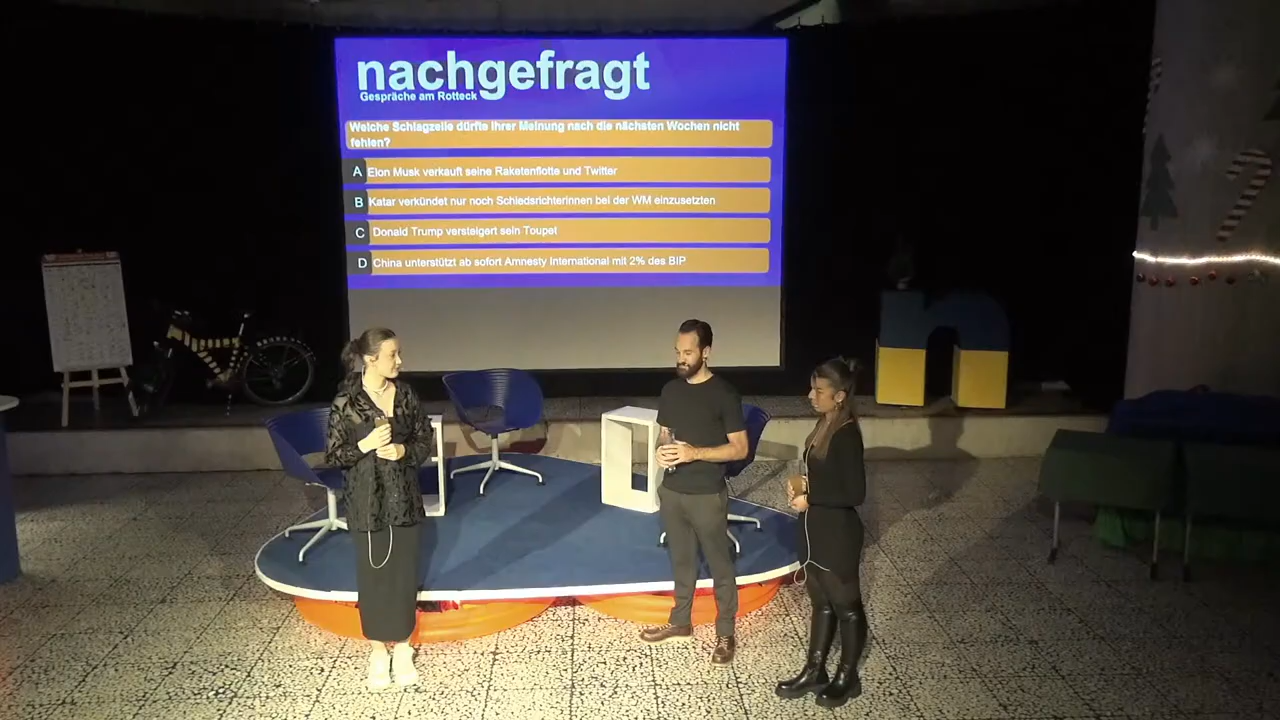 nachgefragt
Gespräche am Rotteck
Welche Schlagzeile dürfte Ihrer Meinung nach die nächsten Wochen nicht
fehlen?
A Elon Musk verkauft seine Raketenflotte und Twitter
B Katar verkündet nur noch Schiedsrichterinnen bei der WM einzusetzten
C Donald Trump versteigert sein Toupet
D China unterstützt ab sofort Amnesty International mit 2% des BIP
n